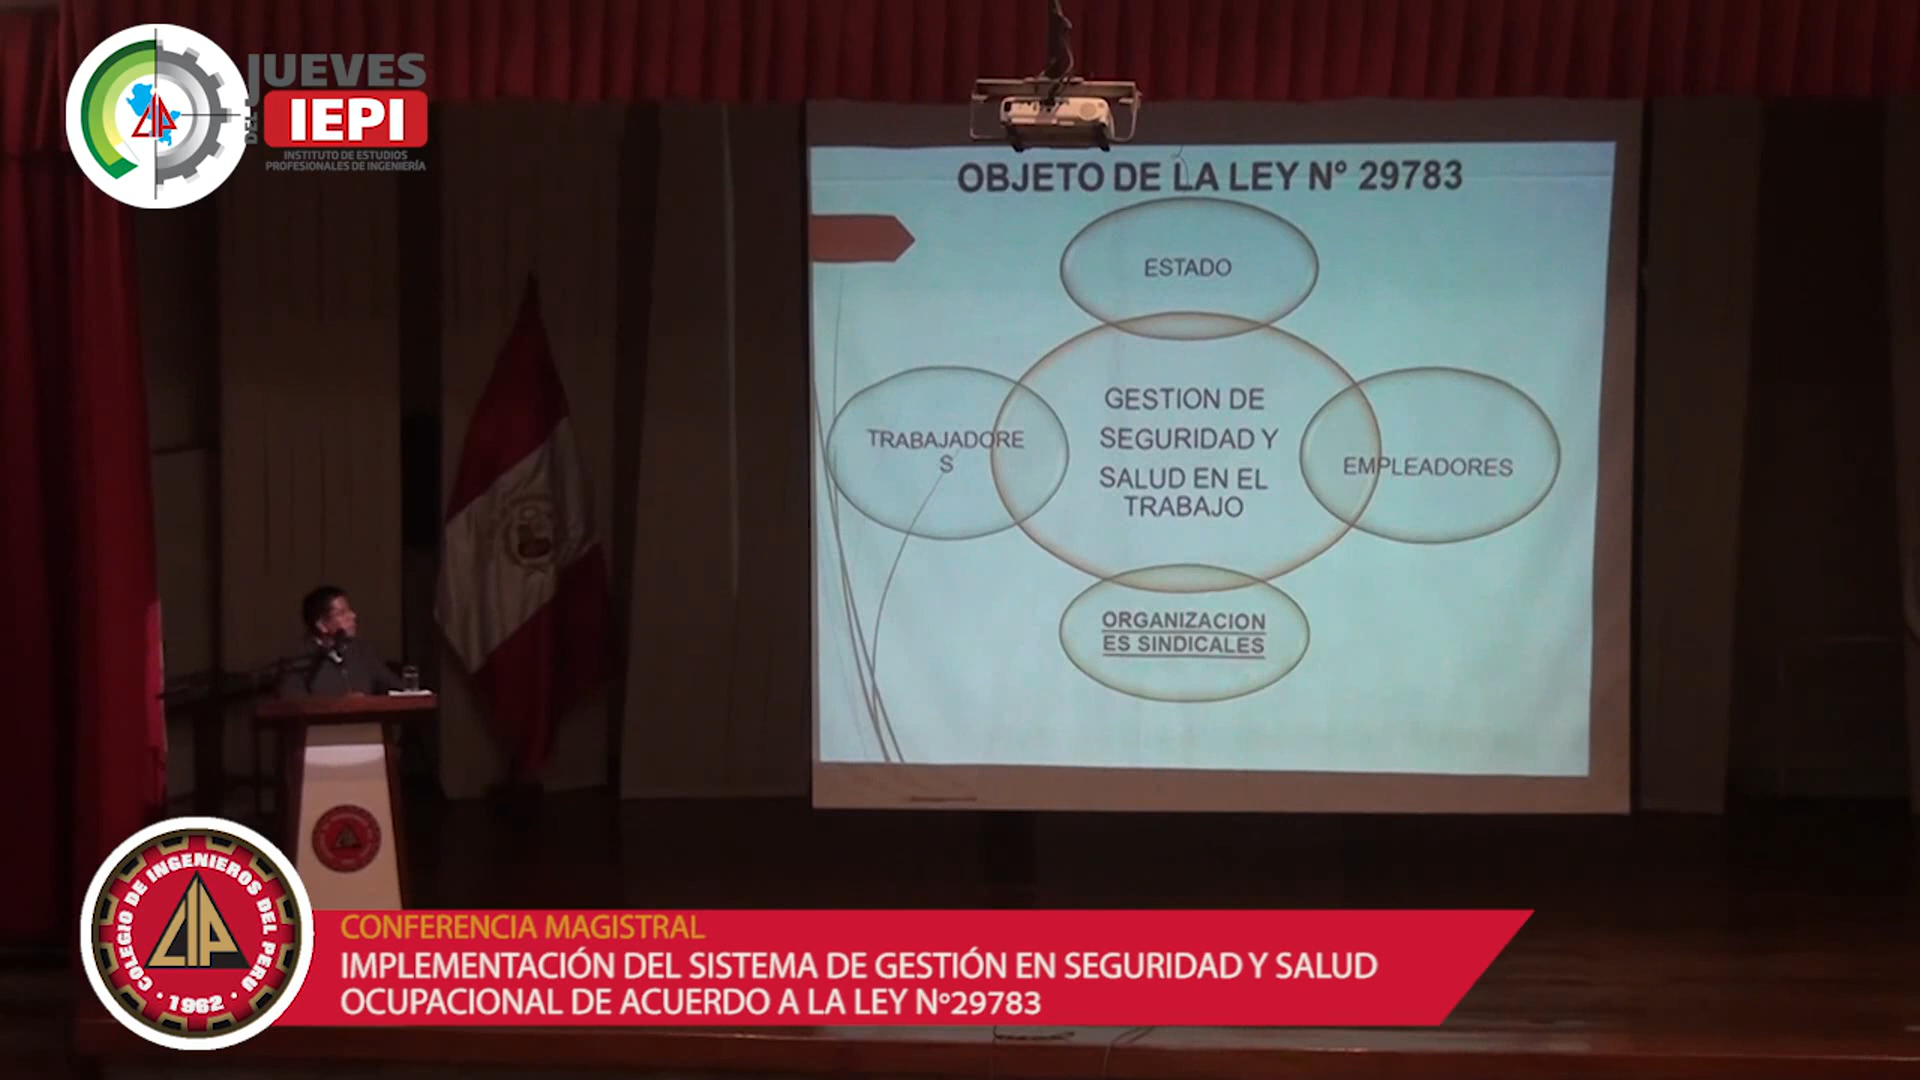 JUEVES
DEL
IEPI
INSTITUTO DE ESTUDIOS
PROFESIONALES DE INGENIERÍA
CIP
OBJETO DE LA LEY N° 29783
ESTADO
TRABAJADORE
S
GESTION DE
SEGURIDAD Y
SALUD EN EL
TRABAJO
EMPLEADORES
ORGANIZACION
ES SINDICALES
COLEGIO DE INGENIEROS DEL PERU
CIP
· 1962 ·
CONFERENCIA MAGISTRAL
IMPLEMENTACIÓN DEL SISTEMA DE GESTIÓN EN SEGURIDAD Y SALUD
OCUPACIONAL DE ACUERDO A LA LEY N°29783